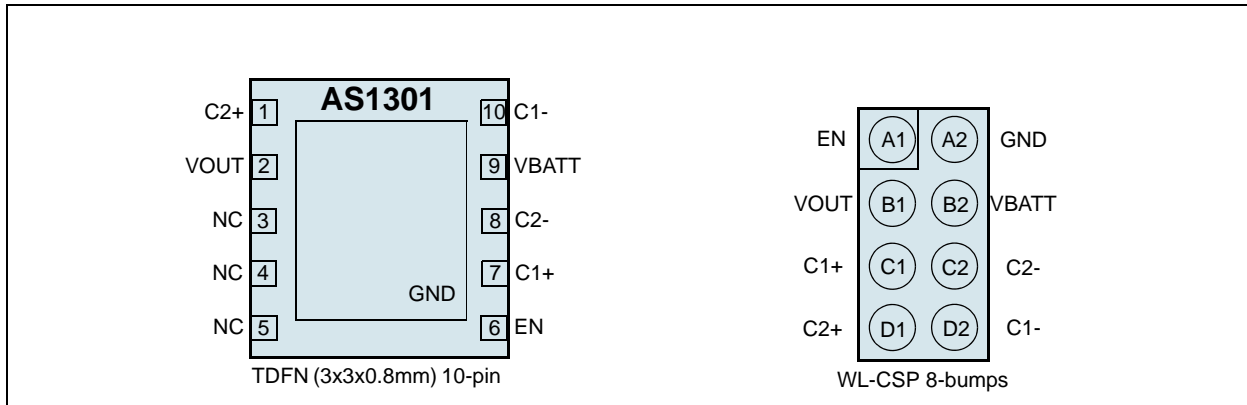 AS1301
C2+ 1 10 C1-
VOUT 2 9 VBATT
NC 3 8 C2-
NC 4 7 C1+
GND
NC 5 6 EN
TDFN (3x3x0.8mm) 10-pin
EN A1 A2 GND
VOUT B1 B2 VBATT
C1+ C1 C2 C2-
C2+ D1 D2 C1-
WL-CSP 8-bumps